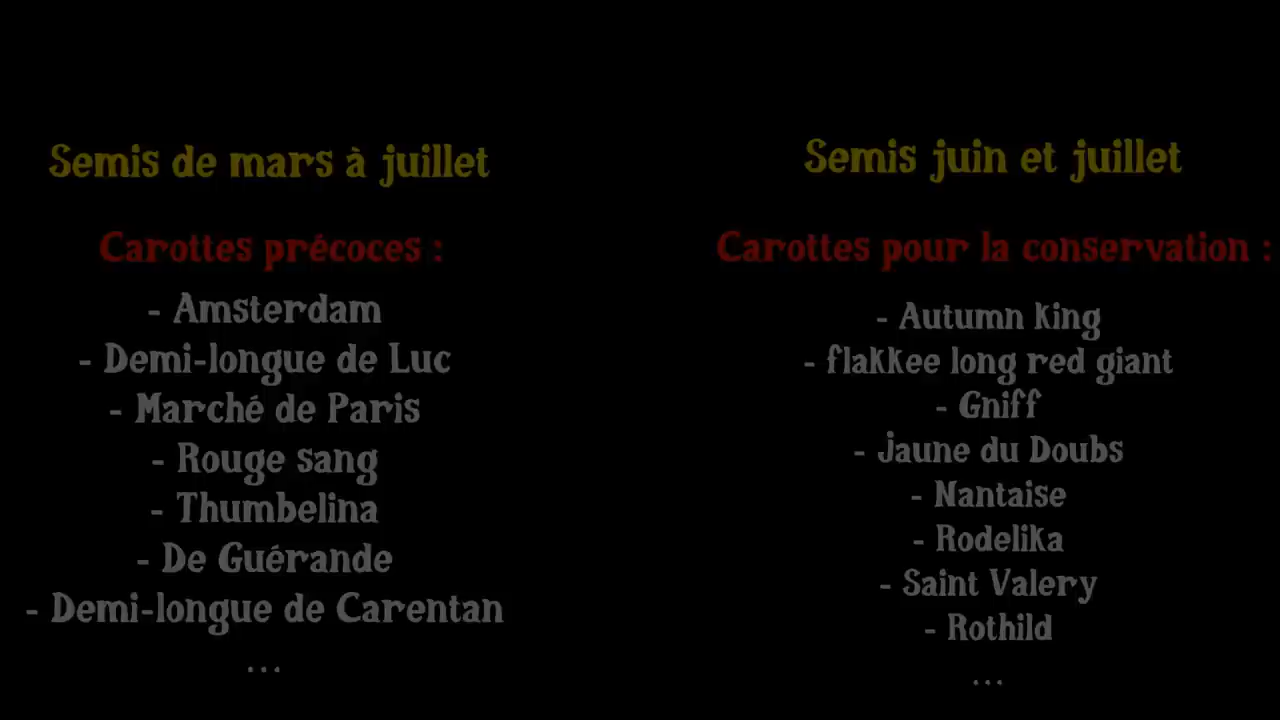 Semis de mars à juillet
Carottes précoces :
- Amsterdam
- Demi-longue de Luc
- Marché de Paris
- Rouge sang
- Thumbelina
- De Guérande
- Demi-longue de Carentan
...
Semis juin et juillet
Carottes pour la conservation :
- Autumn king
- flakkee long red giant
- Gniff
- Jaune du Doubs
- Nantaise
- Rodelika
- Saint Valery
- Rothild
...